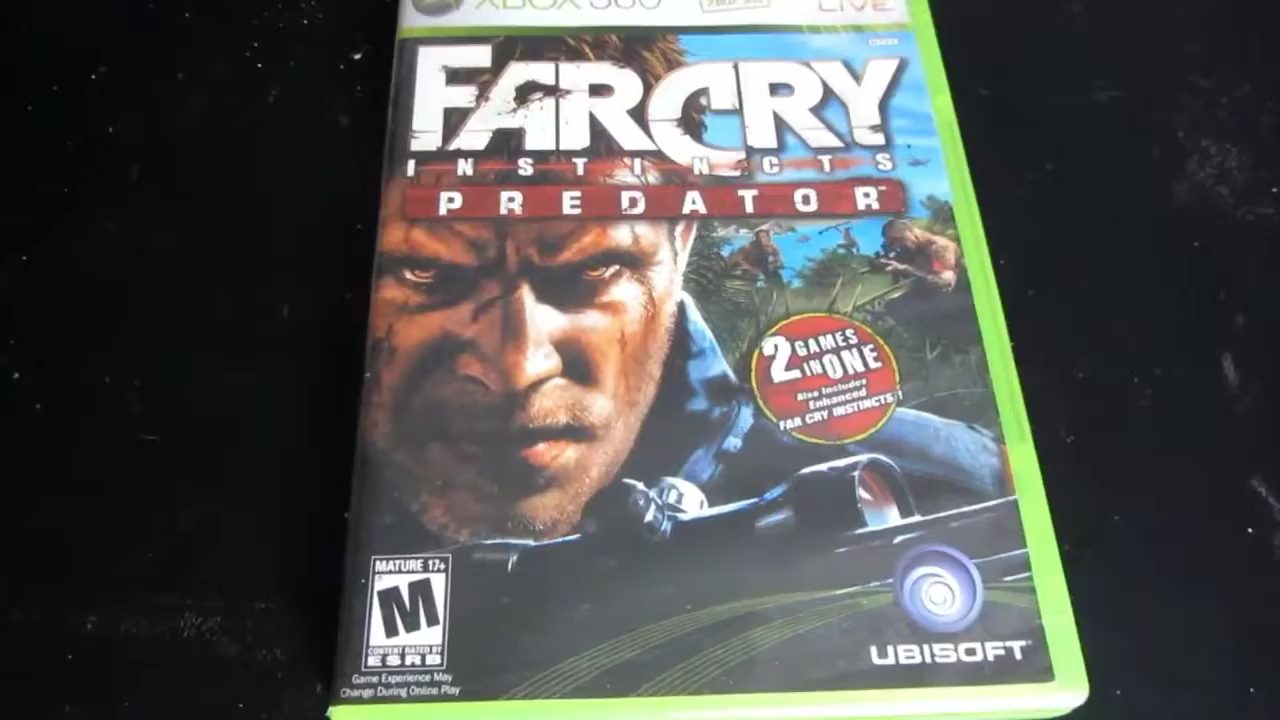 XBOX 360
LIVE
FARCRY
INSTINCTS
PREDATOR™
2 GAMES
IN ONE
Also Includes
Enhanced
FAR CRY INSTINCTS
MATURE 17+
M
CONTENT RATED BY
ESRB
Game Experience May
Change During Online Play
UBISOFT